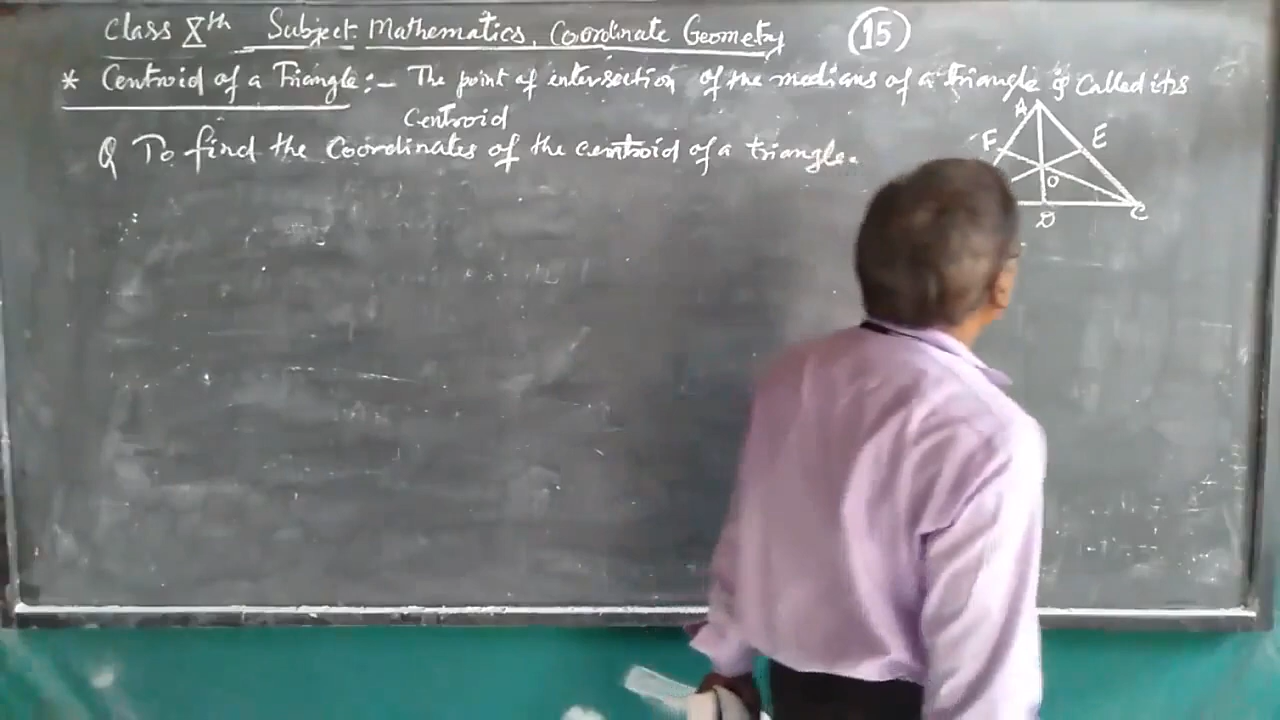 Class Xth Subject: Mathematics, Coordinate Geometry (15)
* Centroid of a Triangle:- The point of intersection of the medians of a triangle is called its
centroid
Q To find the coordinates of the centroid of a triangle.
A
F E
O
D C